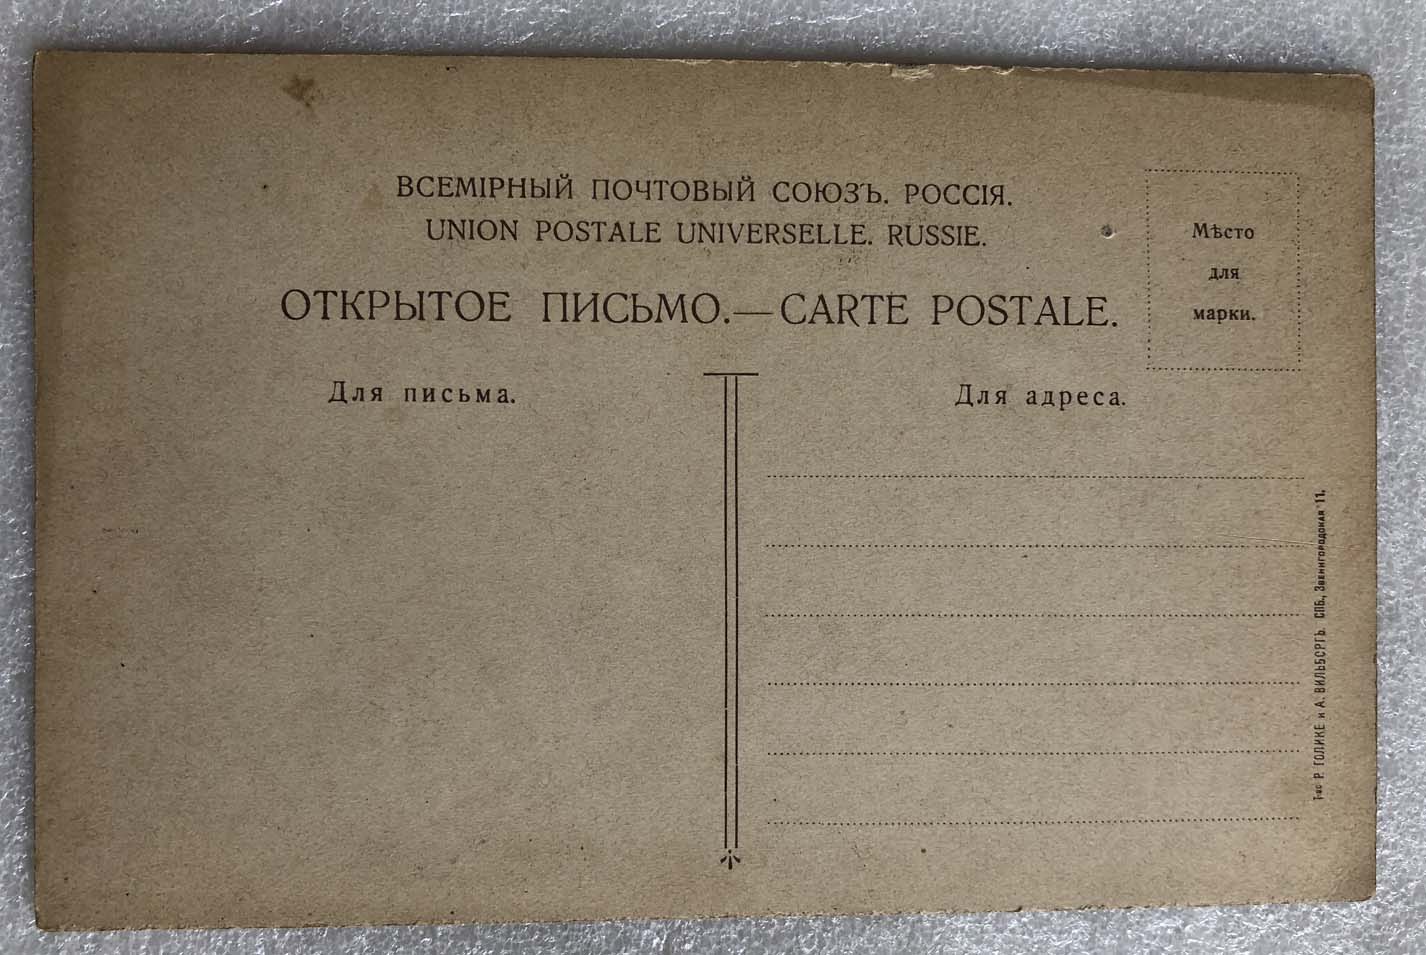 ВСЕМІРНЫЙ ПОЧТОВЫЙ СОЮЗЪ. РОССІЯ.
UNION POSTALE UNIVERSELLE. RUSSIE.
ОТКРЫТОЕ ПИСЬМО.—CARTE POSTALE.
Мѣсто
для
марки.
Для письма.
Для адреса.
Т-во Р. ГОЛИКЕ и А. ВИЛЬБОРГЪ. СПБ., Звенигородская 11.